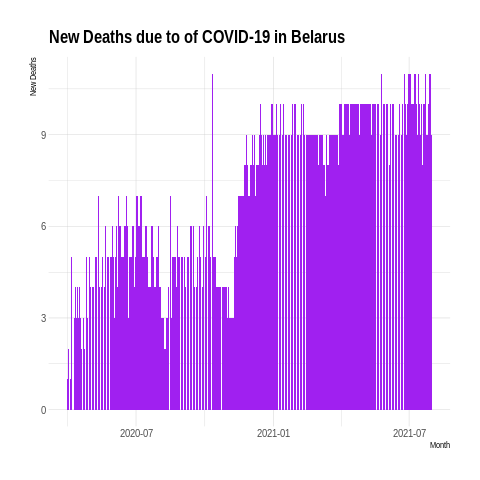 New Deaths due to of COVID-19 in Belarus
New Deaths
9
6
3
0
2020-07
2021-01
2021-07
Month